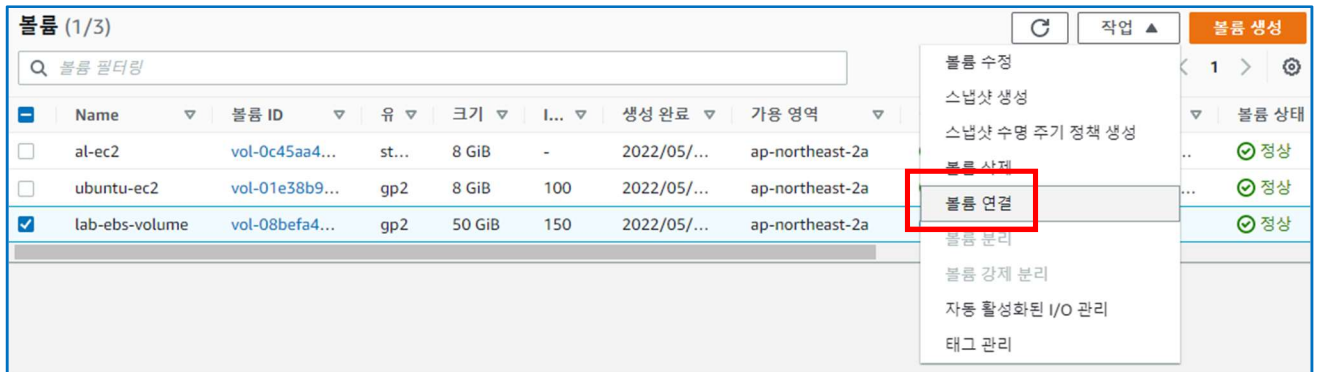 볼륨 (1/3)
작업 ▲
볼륨 생성
볼륨 필터링
1
Name 볼륨 ID 유 크기 I... 생성 완료 가용 영역 볼륨 상태
al-ec2 vol-0c45aa4... st... 8 GiB - 2022/05/... ap-northeast-2a .. 정상
ubuntu-ec2 vol-01e38b9... gp2 8 GiB 100 2022/05/... ap-northeast-2a ... 정상
lab-ebs-volume vol-08befa4... gp2 50 GiB 150 2022/05/... ap-northeast-2a 정상
볼륨 수정
스냅샷 생성
스냅샷 수명 주기 정책 생성
볼륨 삭제
볼륨 연결
볼륨 분리
볼륨 강제 분리
자동 활성화된 I/O 관리
태그 관리